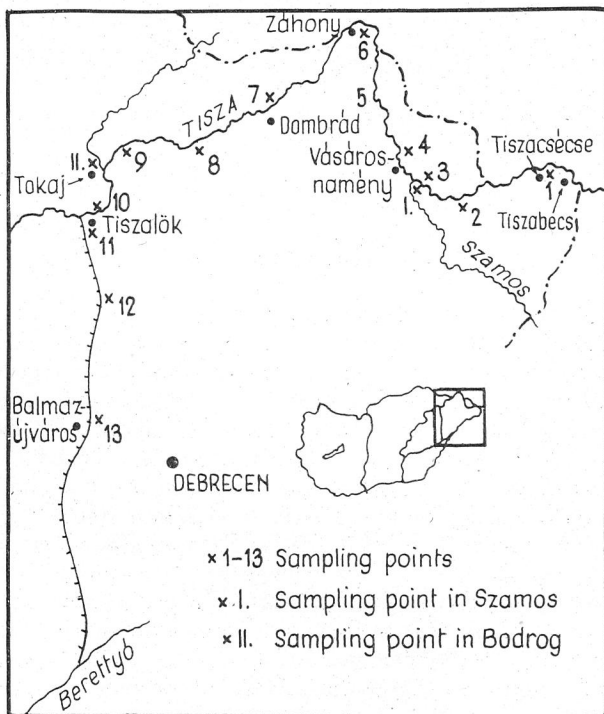 Záhony
6
7
TISZA
5
Dombrád
4
Tiszacsécse
II.
9
8
Vásáros-
namény
3
1
Tokaj
I.
2
Tiszabecs
10
Tiszalök
11
Szamos
12
Balmaz-
újváros
13
DEBRECEN
× 1-13 Sampling points
× I. Sampling point in Szamos
× II. Sampling point in Bodrog
Berettyó